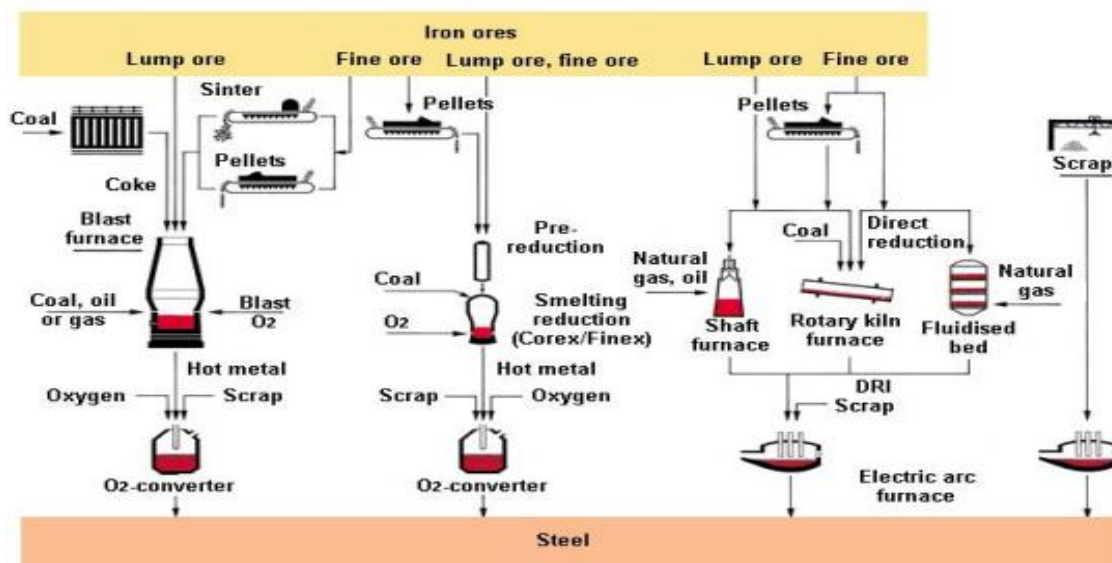 Iron ores
Lump ore
Fine ore
Lump ore, fine ore
Lump ore
Fine ore
Sinter
Coal
Pellets
Pellets
Pellets
Scrap
Coke
Blast
furnace
Pre-
reduction
Coal
Direct
reduction
Natural
gas, oil
Natural
gas
Coal
Coal, oil
or gas
Blast
O2
O2
Smelting
reduction
(Corex/Finex)
Shaft
furnace
Rotary kiln
furnace
Fluidised
bed
Hot metal
Hot metal
Oxygen
Scrap
Scrap
Oxygen
DRI
Scrap
O2-converter
O2-converter
Electric arc
furnace
Steel